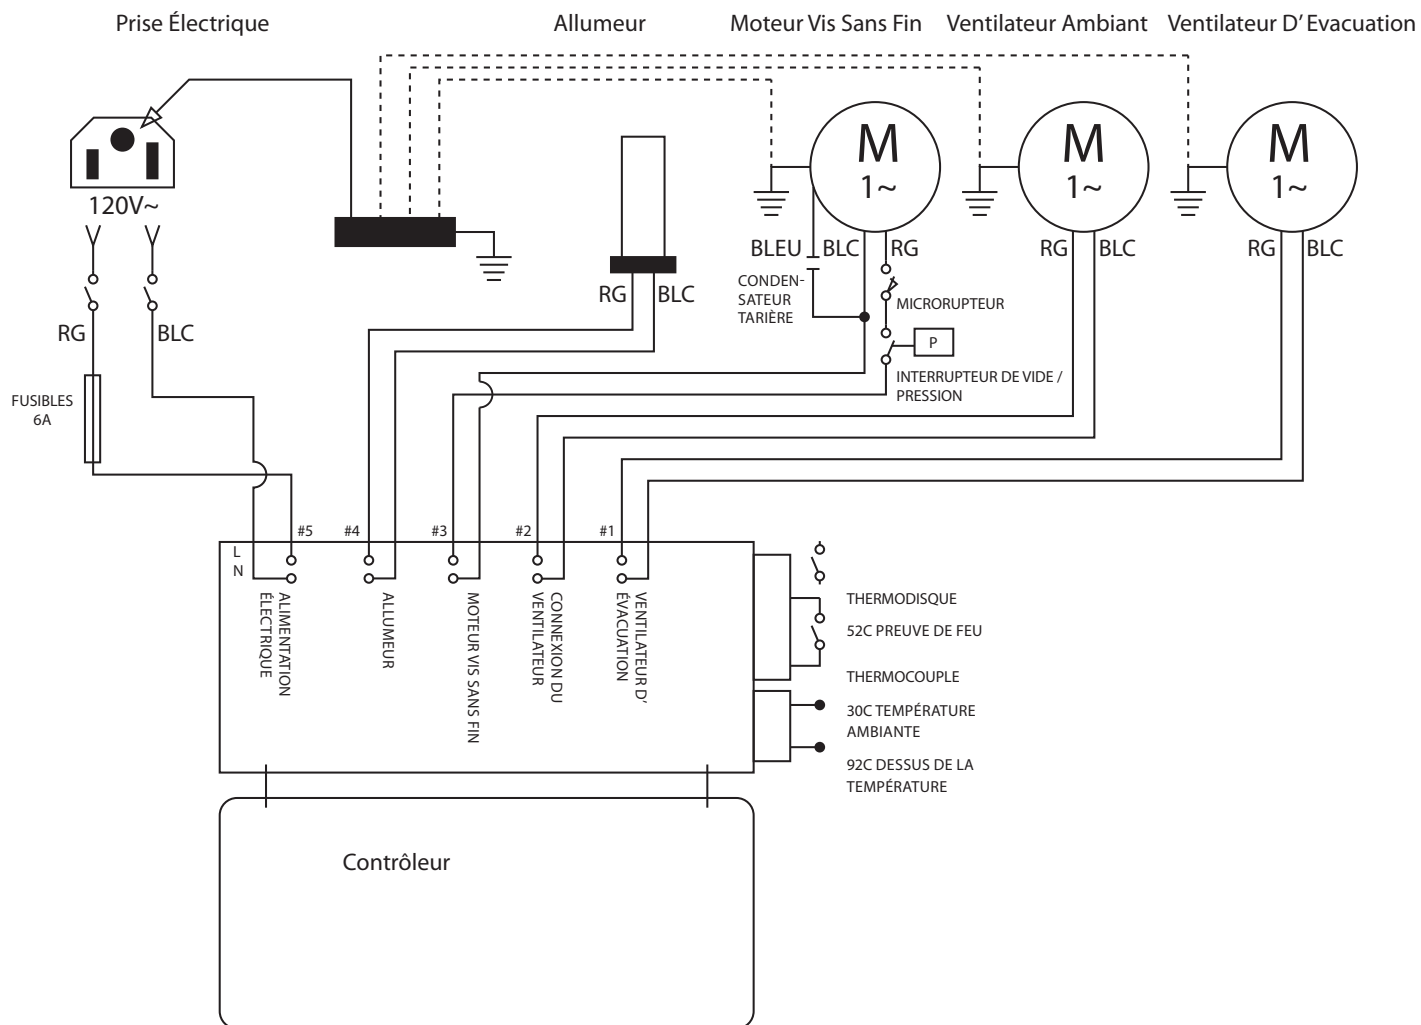 Prise Électrique
Allumeur
Moteur Vis Sans Fin
Ventilateur Ambiant
Ventilateur D' Evacuation
M
1~
M
1~
M
1~
120V~
BLEU
BLC
RG
RG
BLC
RG
BLC
CONDEN-
SATEUR
TARIÈRE
RG
BLC
MICRORUPTEUR
RG
BLC
P
INTERRUPTEUR DE VIDE /
PRESSION
FUSIBLES
6A
#5
#4
#3
#2
#1
L
N
ALIMENTATION
ÉLECTRIQUE
ALLUMEUR
MOTEUR VIS SANS FIN
CONNEXION DU
VENTILATEUR
VENTILATEUR D'
ÉVACUATION
THERMODISQUE
52C PREUVE DE FEU
THERMOCOUPLE
30C TEMPÉRATURE
AMBIANTE
92C DESSUS DE LA
TEMPÉRATURE
Contrôleur